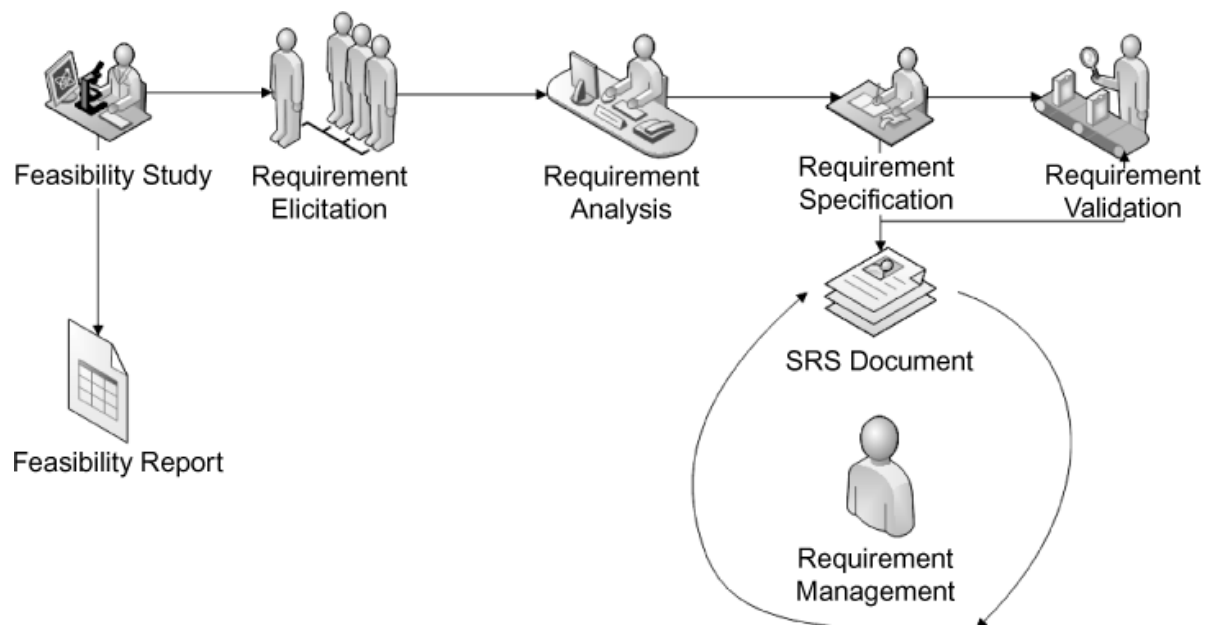 Feasibility Study
Requirement
Elicitation
Requirement
Analysis
Requirement
Specification
Requirement
Validation
SRS Document
Feasibility Report
Requirement
Management